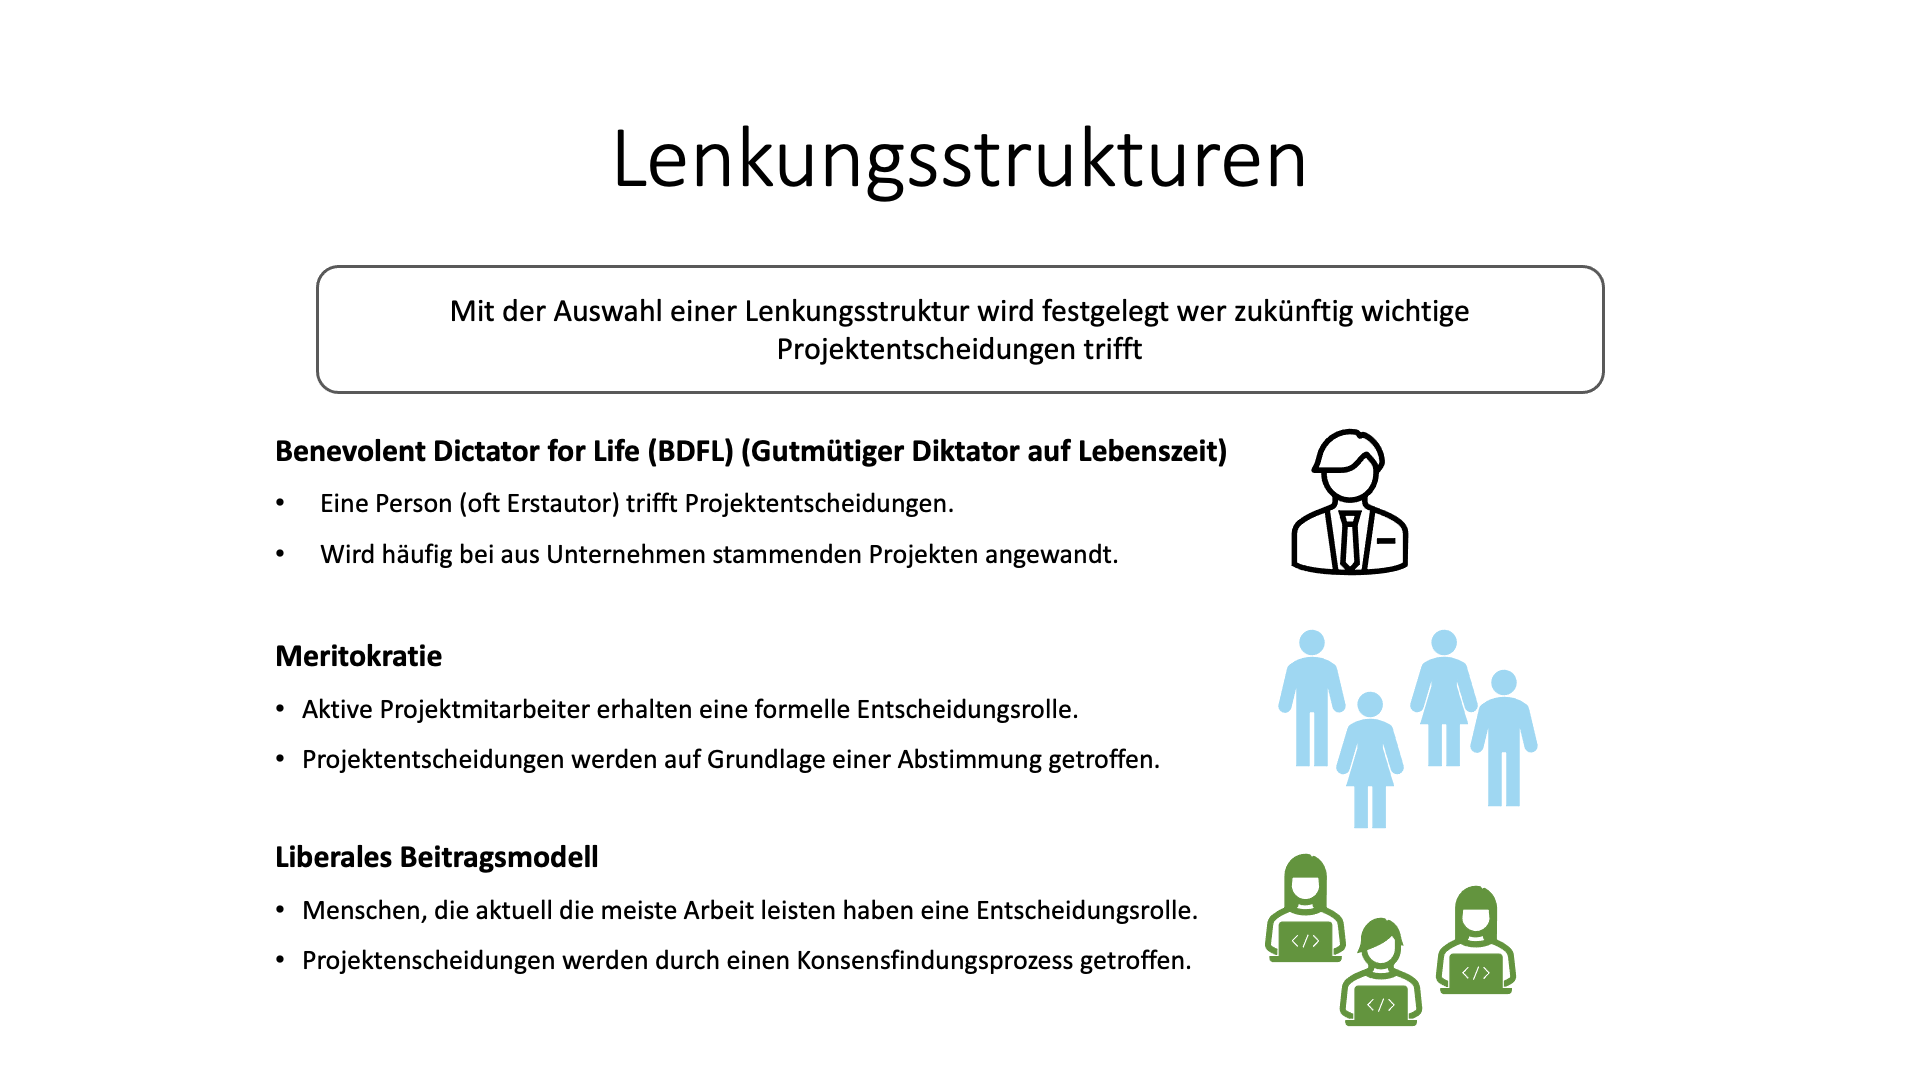 Lenkungsstrukturen
Mit der Auswahl einer Lenkungsstruktur wird festgelegt wer zukünftig wichtige
Projektentscheidungen trifft
Benevolent Dictator for Life (BDFL) (Gutmütiger Diktator auf Lebenszeit)
• Eine Person (oft Erstautor) trifft Projektentscheidungen.
• Wird häufig bei aus Unternehmen stammenden Projekten angewandt.
Meritokratie
• Aktive Projektmitarbeiter erhalten eine formelle Entscheidungsrolle.
• Projektentscheidungen werden auf Grundlage einer Abstimmung getroffen.
Liberales Beitragsmodell
• Menschen, die aktuell die meiste Arbeit leisten haben eine Entscheidungsrolle.
• Projektenscheidungen werden durch einen Konsensfindungsprozess getroffen.
</>
</>
</>